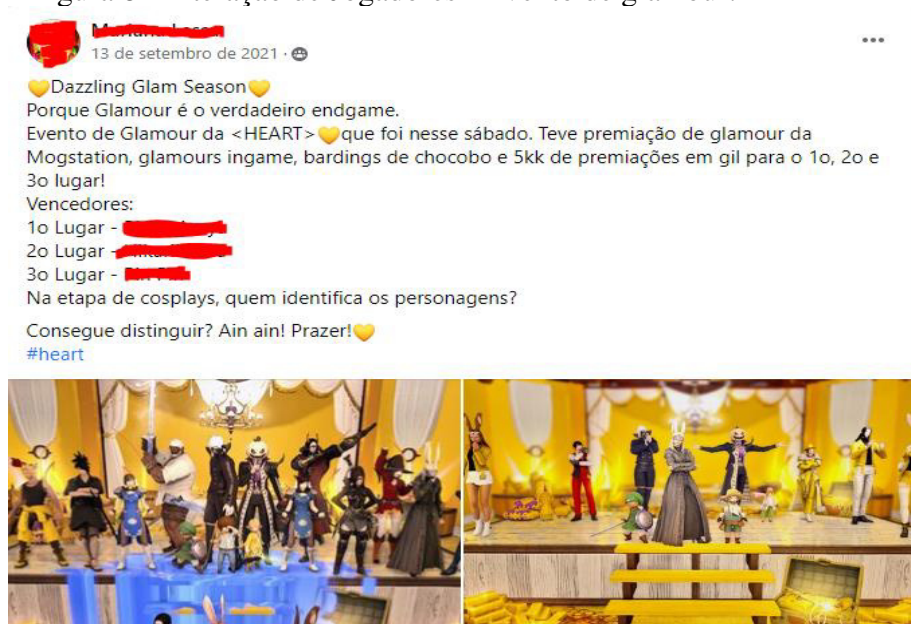 13 de setembro de 2021 ·
💛Dazzling Glam Season💛
Porque Glamour é o verdadeiro endgame.
Evento de Glamour da <HEART>💛que foi nesse sábado. Teve premiação de glamour da
Mogstation, glamours ingame, bardings de chocobo e 5kk de premiações em gil para o 1o, 2o e
3o lugar!
Vencedores:
1o Lugar -
2o Lugar -
3o Lugar -
Na etapa de cosplays, quem identifica os personagens?
Consegue distinguir? Ain ain! Prazer!💛
#heart